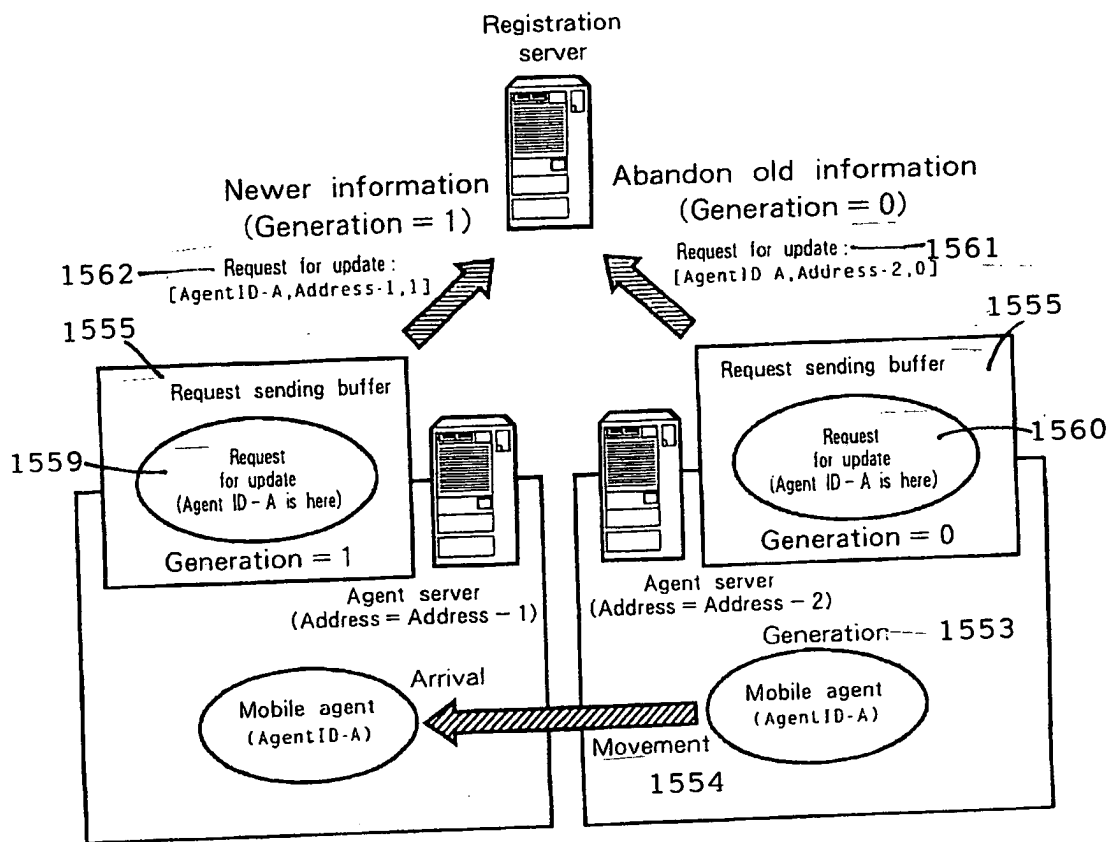 Registration
server
Newer information
(Generation = 1)
Abandon old information
(Generation = 0)
1562
Request for update :
[AgentID-A,Address-1,1]
Request for update :
[AgentID A,Address-2,0]
1561
1555
Request sending buffer
1559
Request
for update
(Agent ID-A is here)
Generation = 1
Agent server
(Address = Address - 1)
1555
Request sending buffer
1560
Request
for update
(Agent ID-A is here)
Generation = 0
Agent server
(Address = Address - 2)
Generation
1553
Arrival
Mobile agent
(AgentID-A)
Movement
1554
Mobile agent
(AgentID-A)